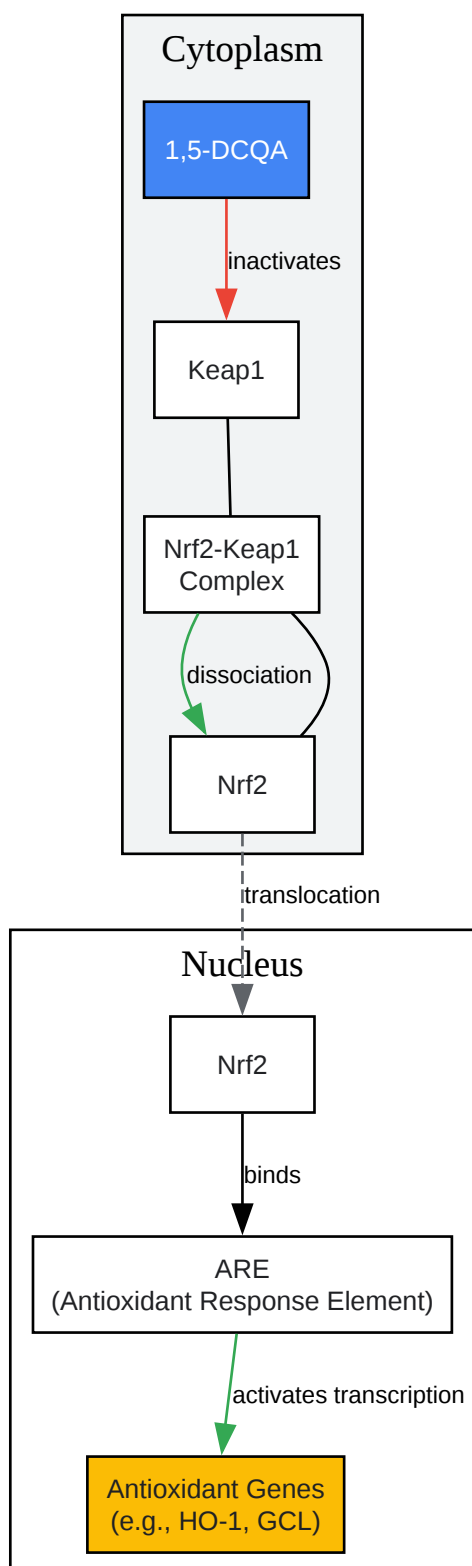 Cytoplasm
1,5-DCQA
inactivates
Keap1
Nrf2-Keap1
Complex
dissociation
Nrf2
translocation
Nucleus
Nrf2
binds
ARE
(Antioxidant Response Element)
activates transcription
Antioxidant Genes
(e.g., HO-1, GCL)